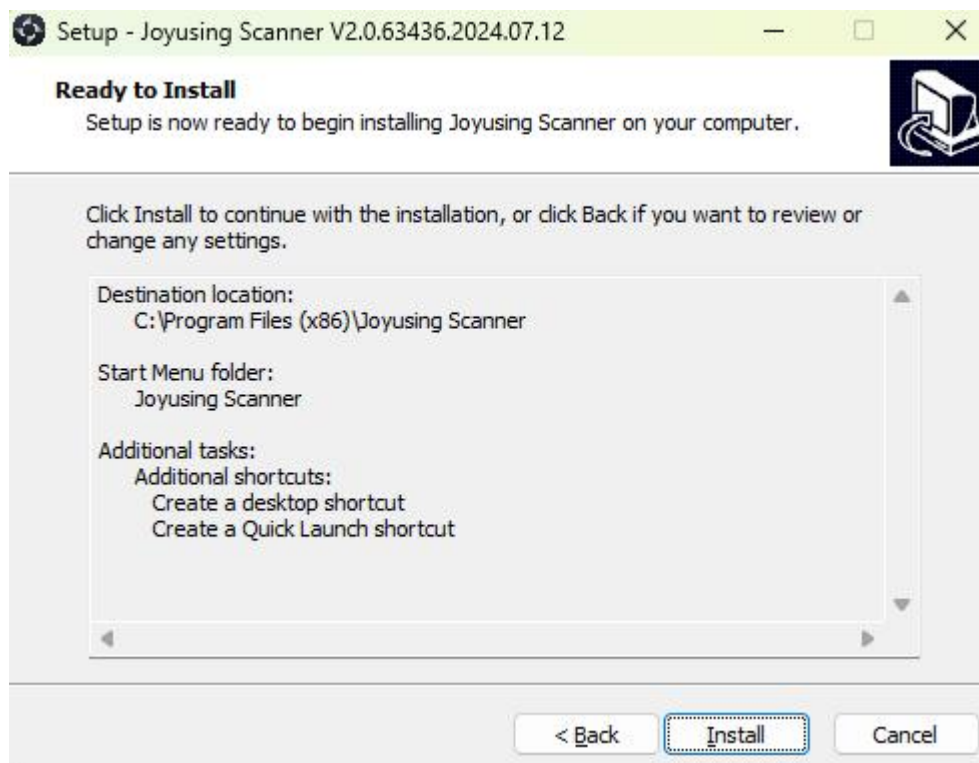 Setup - Joyusing Scanner V2.0.63436.2024.07.12
Ready to Install
Setup is now ready to begin installing Joyusing Scanner on your computer.
Click Install to continue with the installation, or click Back if you want to review or
change any settings.
Destination location:
C:\Program Files (x86)\Joyusing Scanner
Start Menu folder:
Joyusing Scanner
Additional tasks:
Additional shortcuts:
Create a desktop shortcut
Create a Quick Launch shortcut
< Back Install Cancel